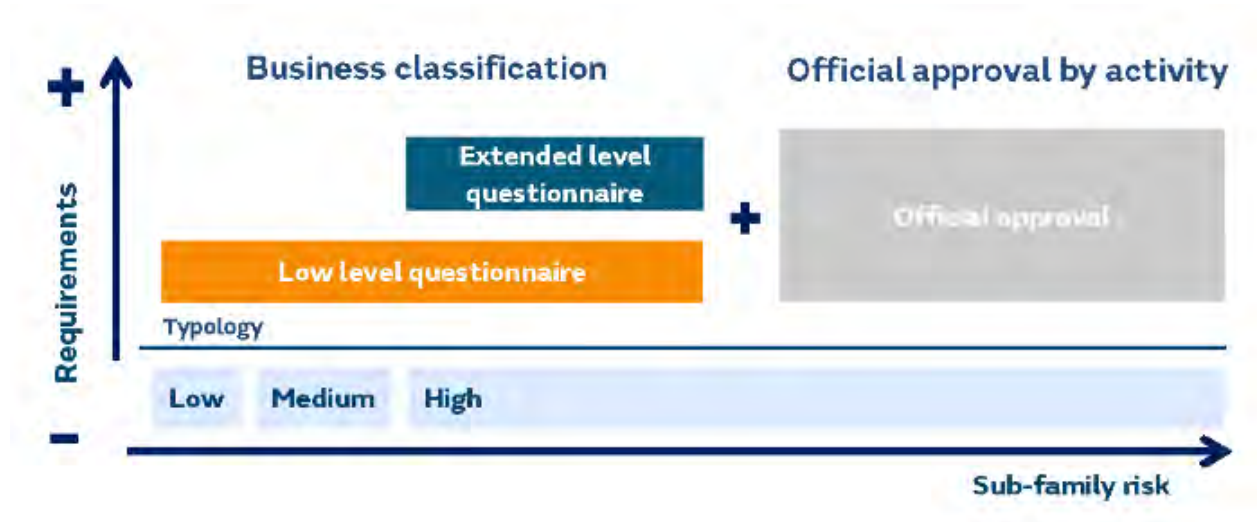 Business classification
Official approval by activity
+
Extended level
questionnaire
+
Official approval
Low level questionnaire
Requirements
Typology
Low
Medium
High
-
Sub-family risk